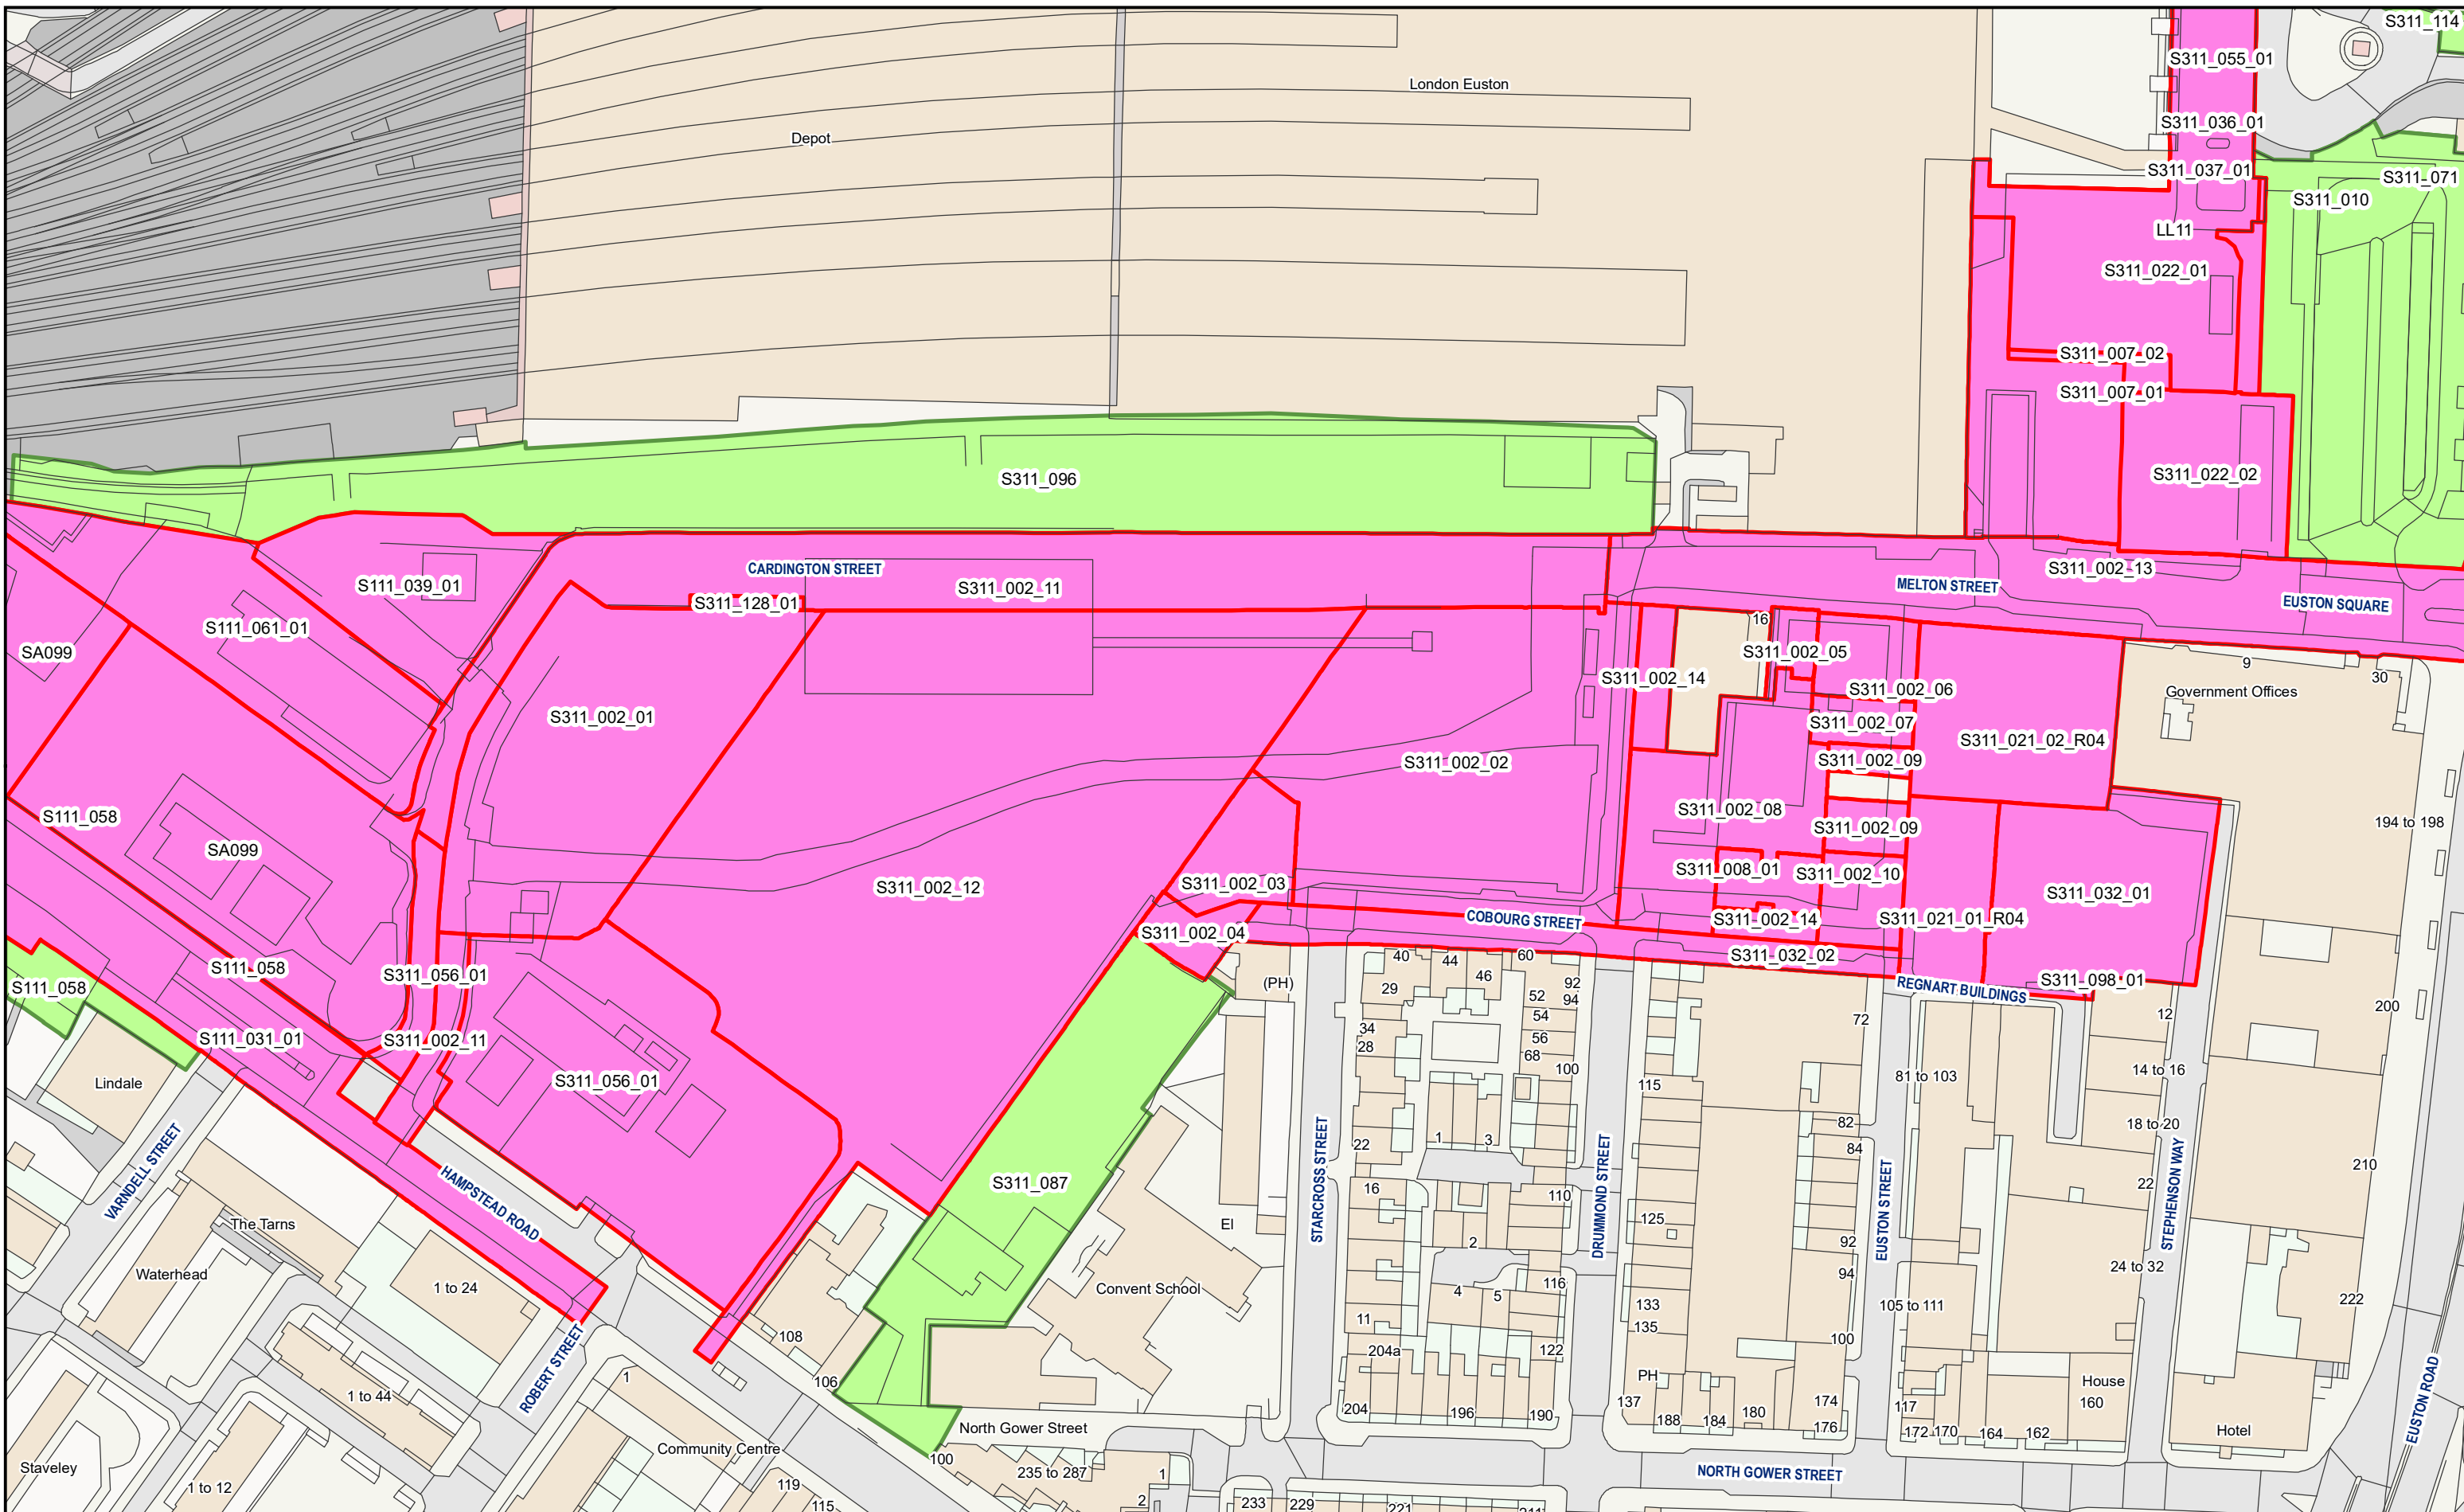 S311_114
S311_055_01
London Euston
Depot
S311_036_01
S311_037_01
S311_071
S311_010
LL11
S311_022_01
S311_007_02
S311_007_01
S311_022_02
S311_096
CARDINGTON STREET
S311_002_11
S311_002_13
MELTON STREET
EUSTON SQUARE
S111_039_01
S311_128_01
S111_061_01
16
SA099
S311_002_05
9
30
S311_002_14
S311_002_06
Government Offices
S311_002_01
S311_002_07
S311_021_02_R04
S311_002_02
S311_002_09
S311_002_08
S111_058
194 to 198
S311_002_09
SA099
S311_008_01
S311_002_10
S311_002_03
S311_002_12
S311_032_01
COBOURG STREET
S311_002_14
S311_021_01_R04
S311_002_04
S311_032_02
40
44
60
S111_058
S311_056_01
46
(PH)
S311_098_01
S111_058
29
92
REGNART BUILDINGS
52
94
200
54
12
72
34
S111_031_01
S311_002_11
56
28
68
100
14 to 16
81 to 103
Lindale
S311_056_01
115
82
18 to 20
1
3
22
84
210
VARNDELL STREET
STARCROSS STREET
DRUMMOND STREET
EUSTON STREET
STEPHENSON WAY
HAMPSTEAD ROAD
S311_087
16
22
110
The Tarns
El
125
2
92
24 to 32
Waterhead
94
1 to 24
Convent School
116
4
5
222
133
105 to 111
11
135
108
100
204a
122
ROBERT STREET
1
PH
House
106
1 to 44
EUSTON ROAD
137
174
117
160
204
196
190
188
184
180
176
172
170
164
162
Hotel
North Gower Street
Community Centre
100
Staveley
235 to 287
1
NORTH GOWER STREET
1 to 12
119
2
115
233
229
221